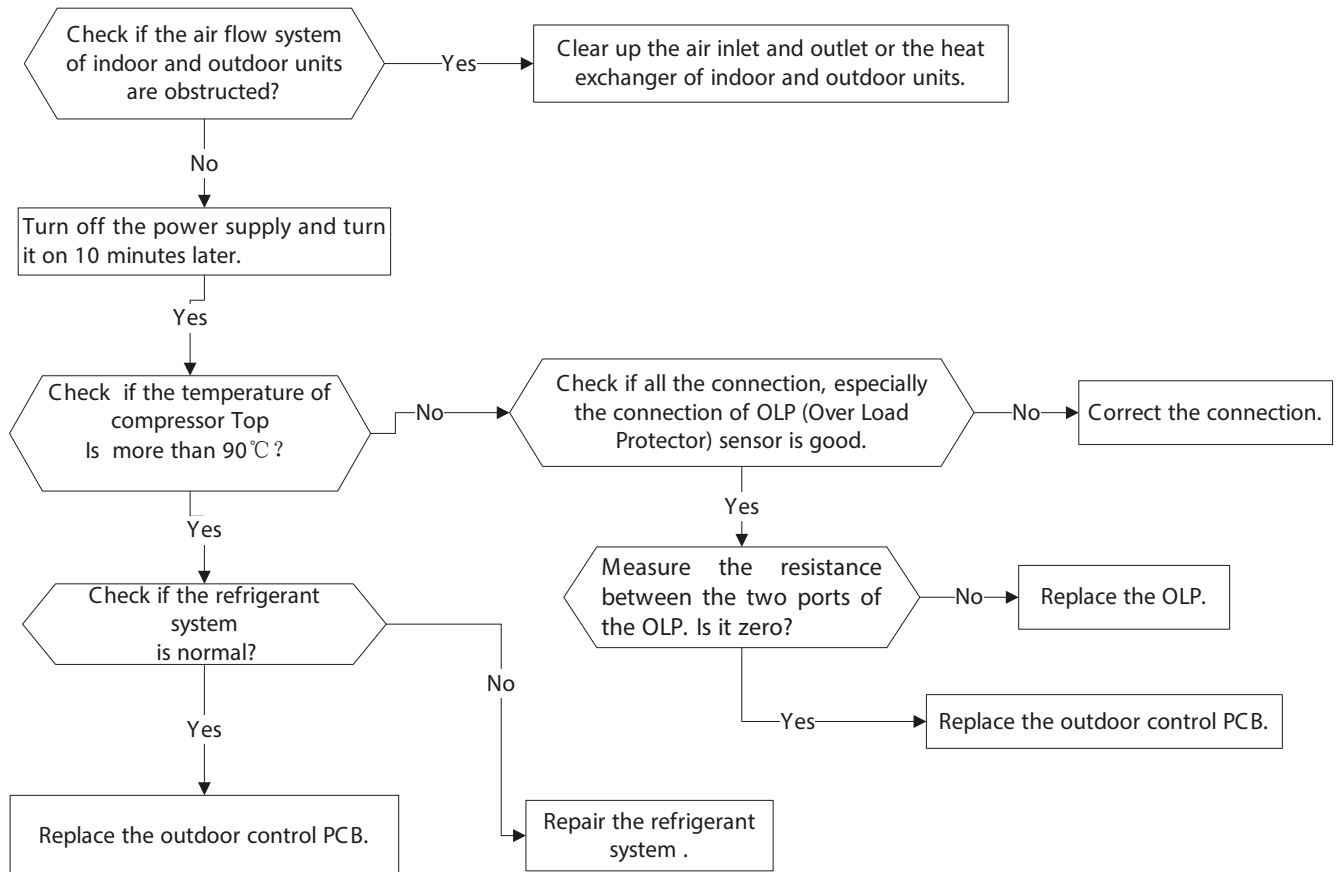 Check if the air flow system
of indoor and outdoor units
are obstructed?
Yes
Clear up the air inlet and outlet or the heat
exchanger of indoor and outdoor units.
No
Turn off the power supply and turn
it on 10 minutes later.
Yes
Check if the temperature of
compressor Top
Is more than 90℃?
No
Check if all the connection, especially
the connection of OLP (Over Load
Protector) sensor is good.
No
Correct the connection.
Yes
Yes
Measure the resistance
between the two ports of
the OLP. Is it zero?
No
Replace the OLP.
Check if the refrigerant
system
is normal?
No
Yes
Yes
Replace the outdoor control PCB.
Replace the outdoor control PCB.
Repair the refrigerant
system .